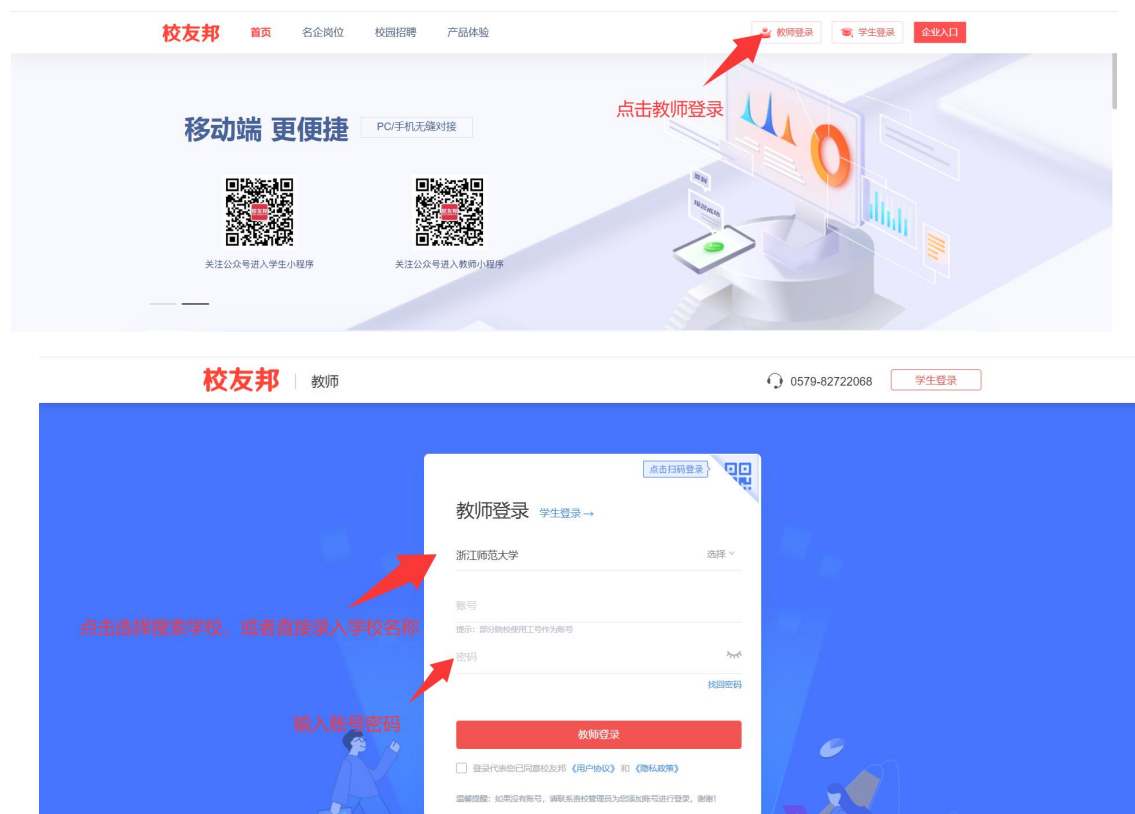 校友邦 首页 名企岗位 校园招聘 产品体验 教师登录 学生登录 企业入口
点击教师登录
移动端 更便捷 PC/手机无缝对接
关注公众号进入学生小程序 关注公众号进入教师小程序
校友邦 教师 0579-82722068 学生登录
点击扫码登录
教师登录 学生登录→
浙江师范大学 选择
账号
点击选择搜索学校，或者直接录入学校名称
提示：部分院校使用工号作为账号
密码
找回密码
输入账号密码
教师登录
登录代表您已同意校友邦《用户协议》和《隐私政策》
温馨提醒：如果没有账号，请联系贵校管理员为您添加账号进行登录，谢谢！